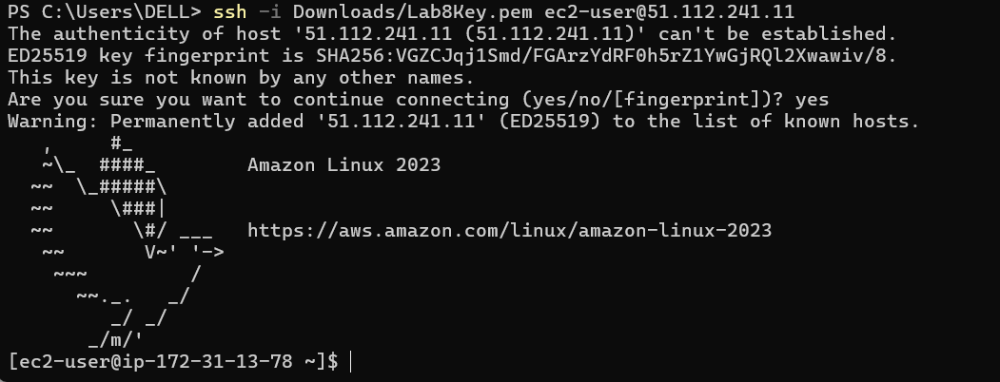 PS C:\Users\DELL> ssh -i Downloads/Lab8Key.pem ec2-user@51.112.241.11
The authenticity of host '51.112.241.11 (51.112.241.11)' can't be established.
ED25519 key fingerprint is SHA256:VGZCJqj1Smd/FGArzYdRF0h5rZ1YwGjRQl2Xwawiv/8.
This key is not known by any other names.
Are you sure you want to continue connecting (yes/no/[fingerprint])? yes
Warning: Permanently added '51.112.241.11' (ED25519) to the list of known hosts.
   ,     #_
   ~\_  ####_        Amazon Linux 2023
  ~~  \_#####\
  ~~     \###|
  ~~       \#/ ___   https://aws.amazon.com/linux/amazon-linux-2023
   ~~       V~' '->
    ~~~         /
      ~~._.   _/
         _/ _/
       _/m/'
[ec2-user@ip-172-31-13-78 ~]$